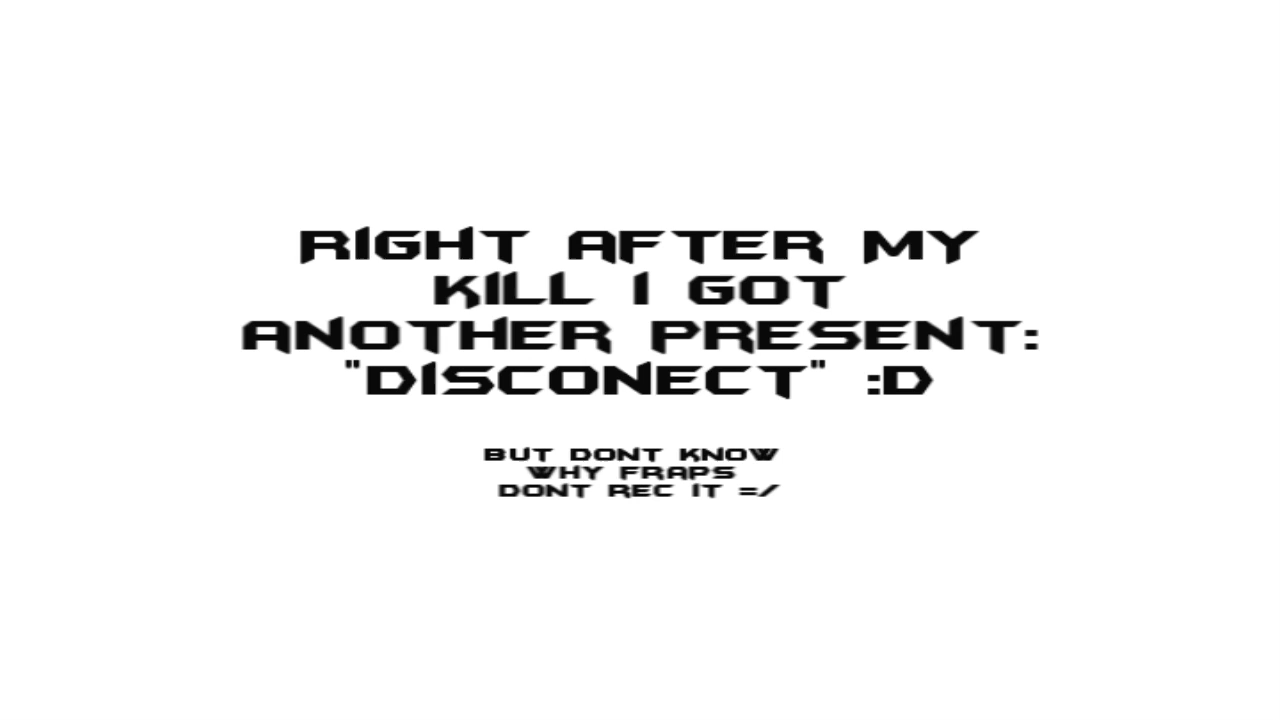 RIGHT AFTER MY
KILL I GOT
ANOTHER PRESENT:
"DISCONECT" :D
BUT DONT KNOW
WHY FRAPS
DONT REC IT =/